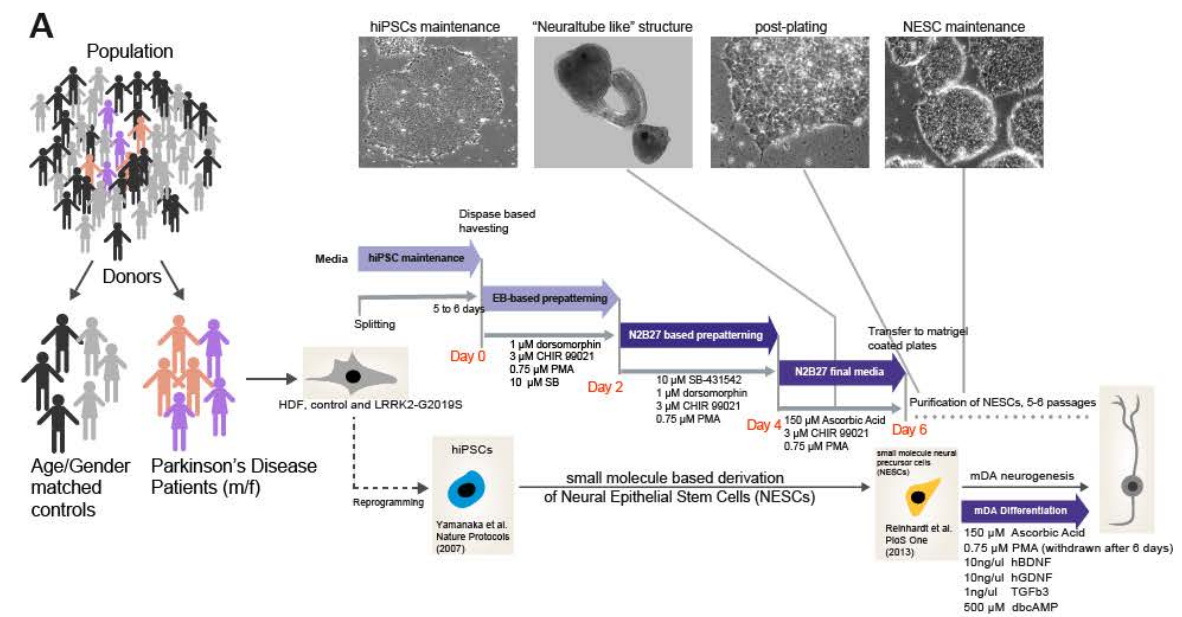 A
Population
Donors
Age/Gender
matched
controls
Parkinson's Disease
Patients (m/f)
hiPSCs maintenance
“Neuraltube like” structure
post-plating
NESC maintenance
Dispase based
harvesting
Media
hiPSC maintenance
Splitting
5 to 6 days
Day 0
EB-based prepatterning
1 µM dorsomorphin
3 µM CHIR 99021
0.75 µM PMA
10 µM SB
Day 2
N2B27 based prepatterning
10 µM SB-431542
1 µM dorsomorphin
3 µM CHIR 99021
0.75 µM PMA
Day 4
Transfer to matrigel
coated plates
N2B27 final media
150 µM Ascorbic Acid
3 µM CHIR 99021
0.75 µM PMA
Day 6
Purification of NESCs, 5-6 passages
HDF, control and LRRK2-G2019S
Reprogramming
hiPSCs
Yamanaka et al.
Nature Protocols
(2007)
small molecule based derivation
of Neural Epithelial Stem Cells (NESCs)
small molecule neural
precursor cells
(NESCs)
Reinhardt et al.
PloS One
(2013)
mDA neurogenesis
mDA Differentiation
150 µM Ascorbic Acid
0.75 µM PMA (withdrawn after 6 days)
10ng/ul hBDNF
10ng/ul hGDNF
1ng/ul TGFb3
500 µM dbcAMP